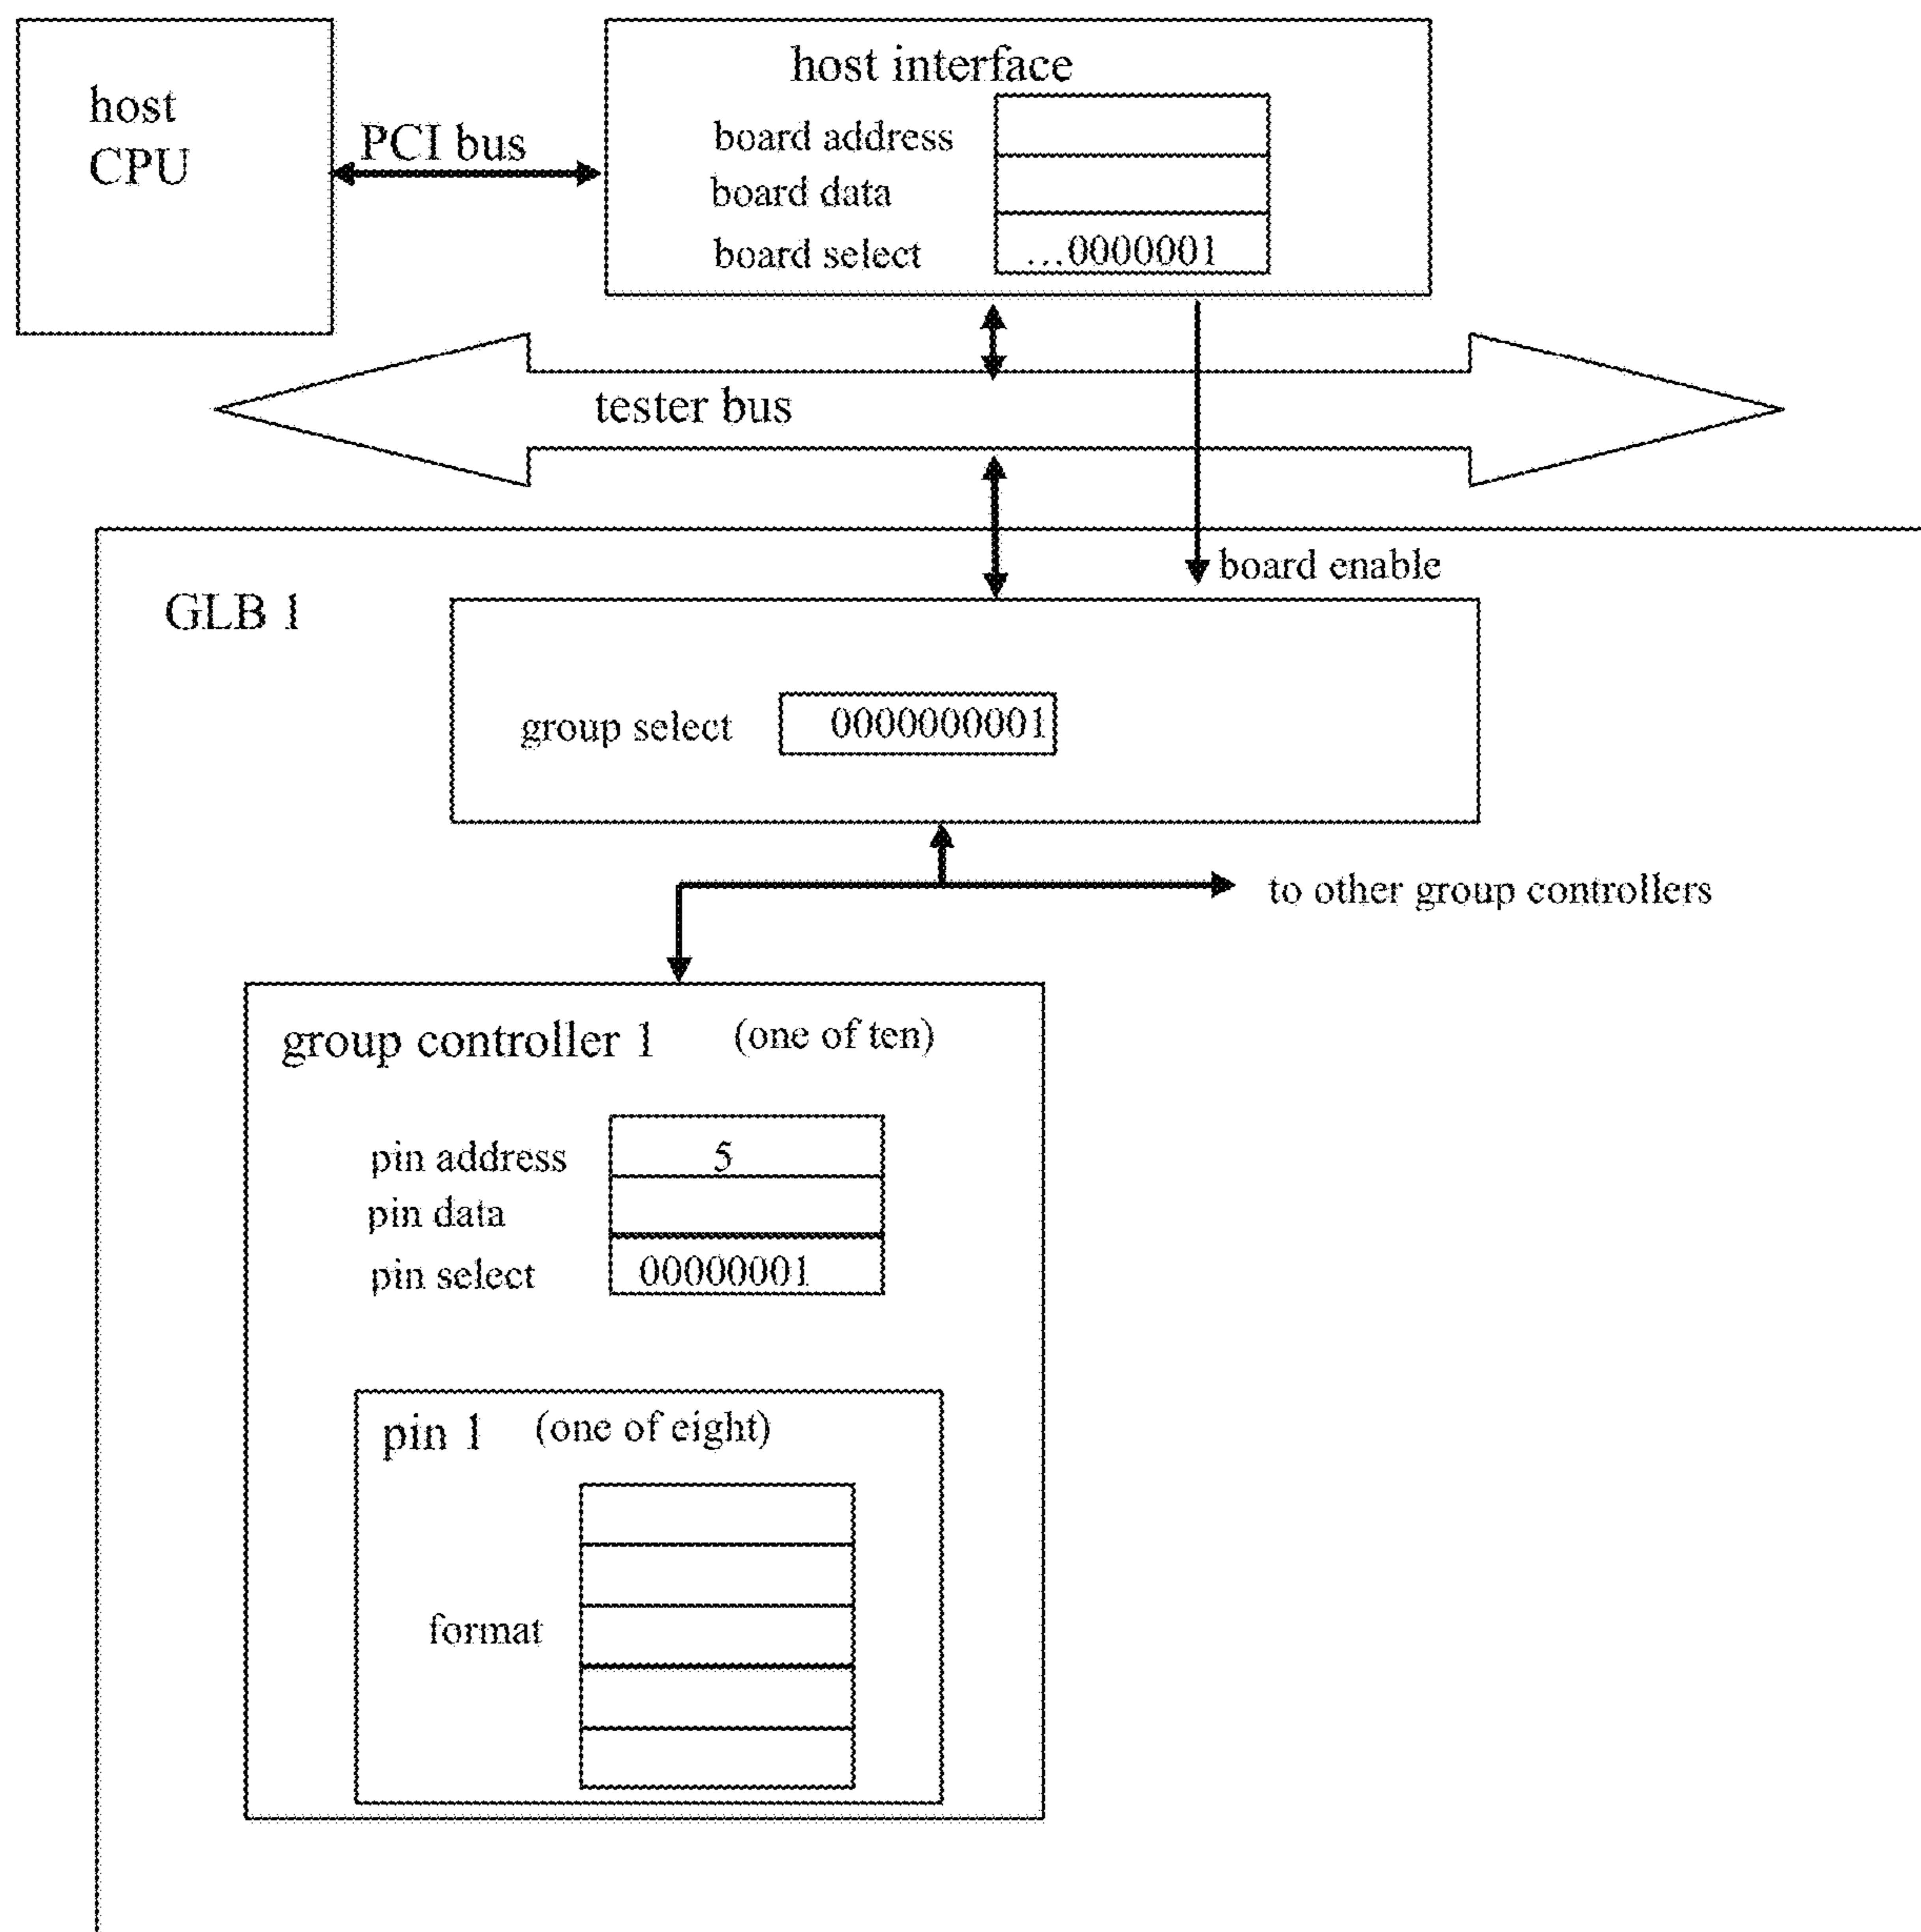 host
CPU
PCI bus
host interface
board address
board data
board select
...0000001
tester bus
board enable
GLB 1
group select
0000000001
to other group controllers
group controller 1
(one of ten)
pin address
5
pin data
pin select
00000001
pin 1
(one of eight)
format